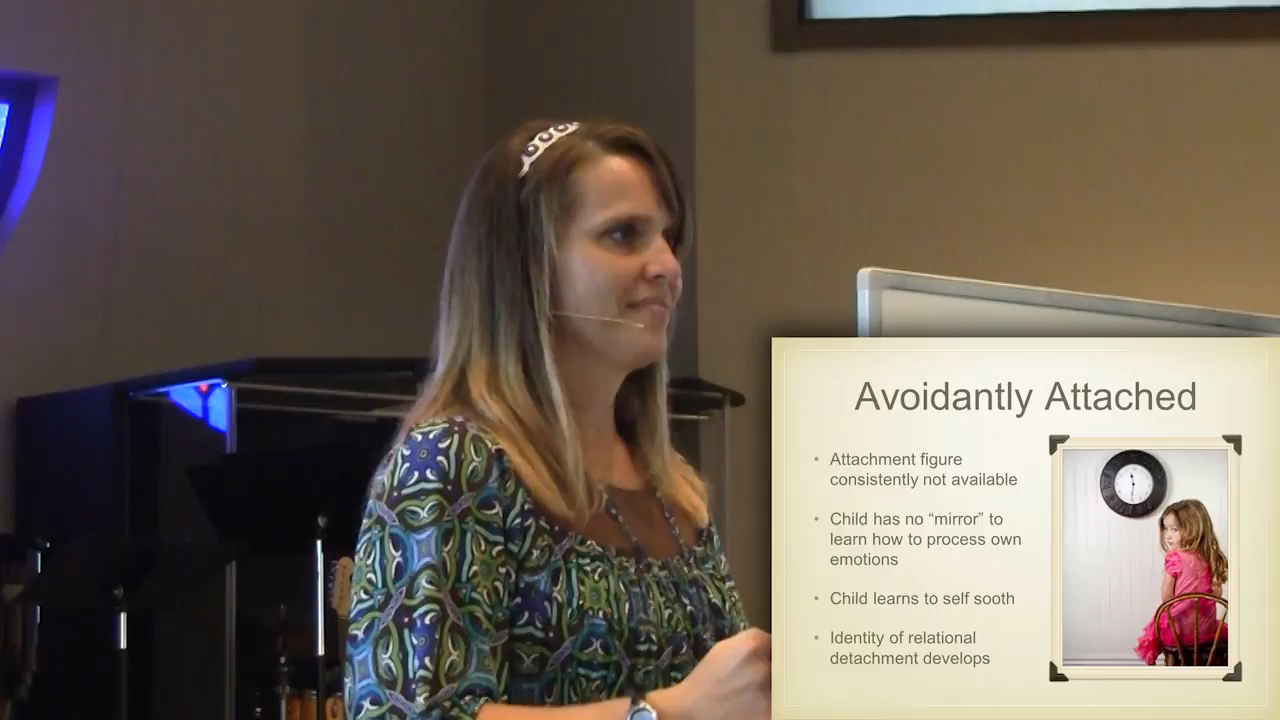 Avoidantly Attached
• Attachment figure
consistently not available
• Child has no “mirror” to
learn how to process own
emotions
• Child learns to self sooth
• Identity of relational
detachment develops